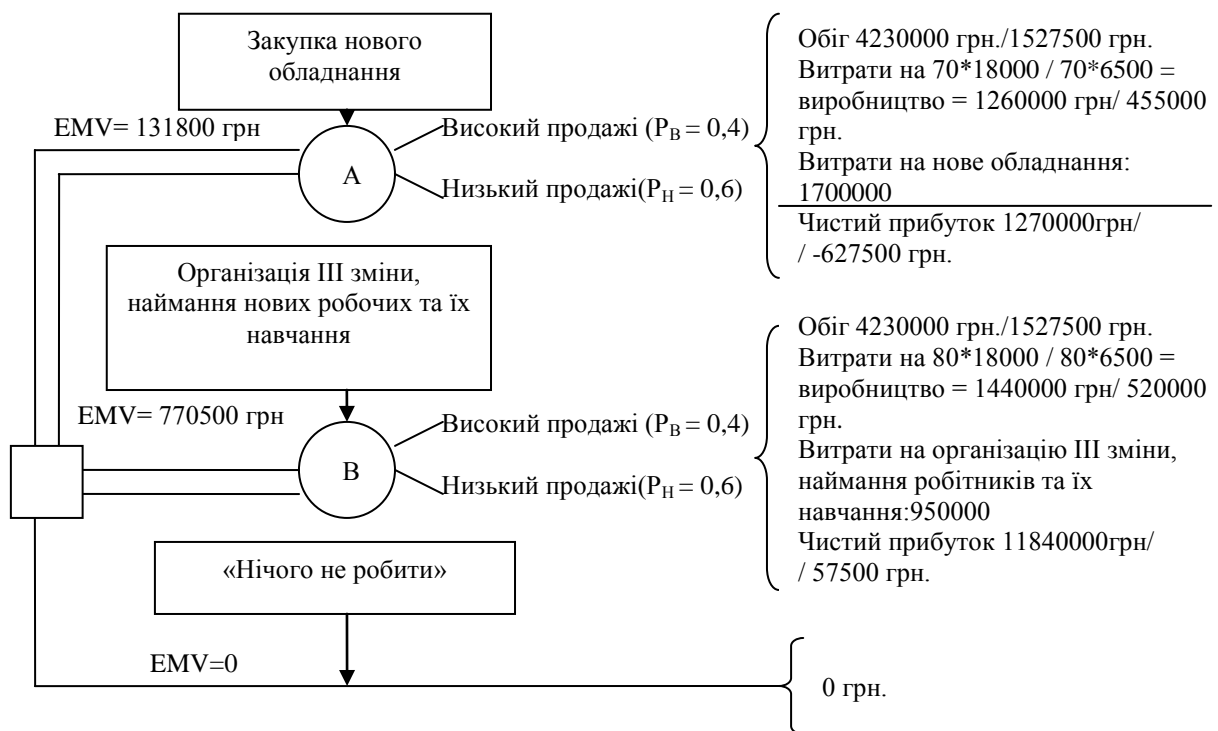 Закупка нового
обладнання
EMV= 131800 грн
А
Високий продажі (PВ = 0,4)
Низький продажі(PН = 0,6)
Обіг 4230000 грн./1527500 грн.
Витрати на 70*18000 / 70*6500 =
виробництво = 1260000 грн/ 455000
грн.
Витрати на нове обладнання:
1700000
Чистий прибуток 1270000грн/
/ -627500 грн.
Організація ІІІ зміни,
наймання нових робочих та їх
навчання
EMV= 770500 грн
В
Високий продажі (PВ = 0,4)
Низький продажі(PН = 0,6)
Обіг 4230000 грн./1527500 грн.
Витрати на 80*18000 / 80*6500 =
виробництво = 1440000 грн/ 520000
грн.
Витрати на організацію ІІІ зміни,
наймання робітників та їх
навчання:950000
Чистий прибуток 11840000грн/
/ 57500 грн.
«Нічого не робити»
EMV=0
0 грн.